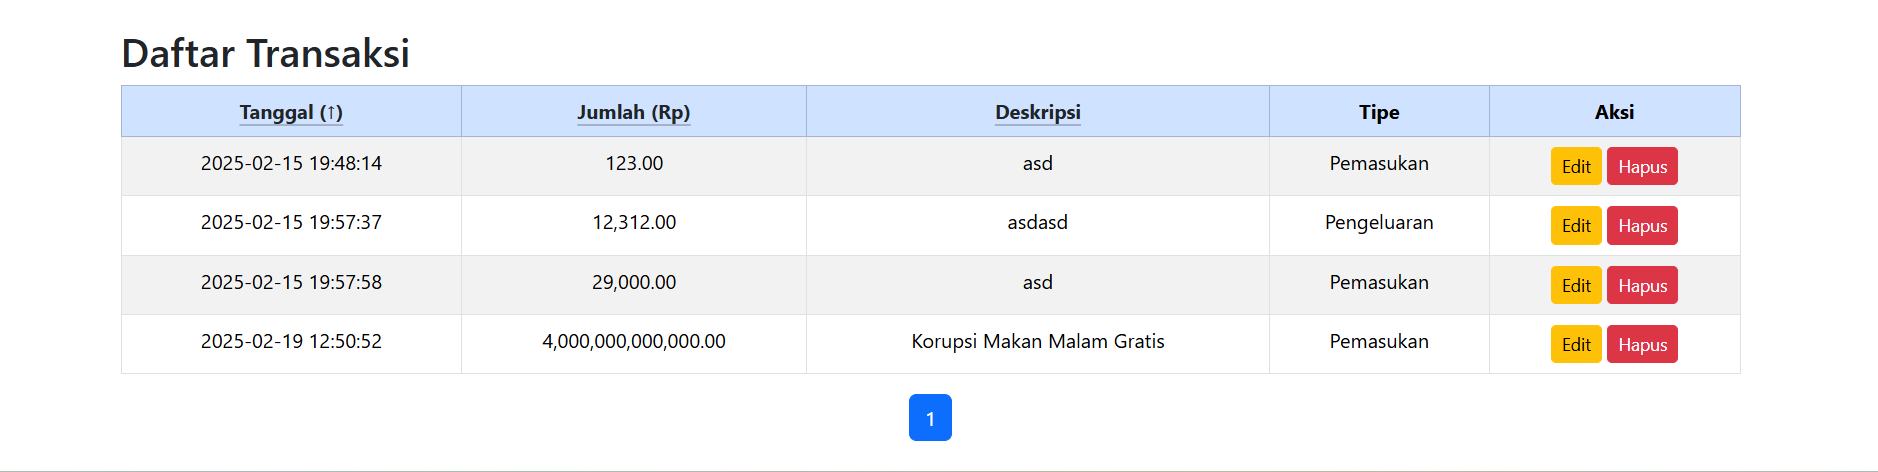 Daftar Transaksi
Tanggal (↑) Jumlah (Rp) Deskripsi Tipe Aksi
2025-02-15 19:48:14 123.00 asd Pemasukan Edit Hapus
2025-02-15 19:57:37 12,312.00 asdasd Pengeluaran Edit Hapus
2025-02-15 19:57:58 29,000.00 asd Pemasukan Edit Hapus
2025-02-19 12:50:52 4,000,000,000,000.00 Korupsi Makan Malam Gratis Pemasukan Edit Hapus
1